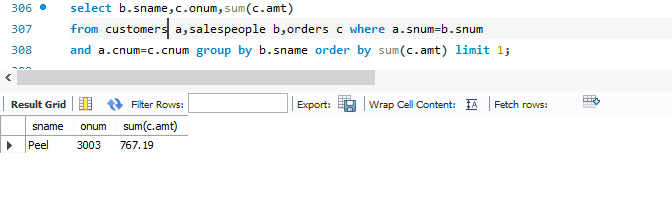 306 select b.sname,c.onum,sum(c.amt)
307 from customers a,salespeople b,orders c where a.snum=b.snum
308 and a.cnum=c.cnum group by b.sname order by sum(c.amt) limit 1;
Result Grid Filter Rows: Export: Wrap Cell Content: IA Fetch rows:
sname onum sum(c.amt)
Peel 3003 767.19